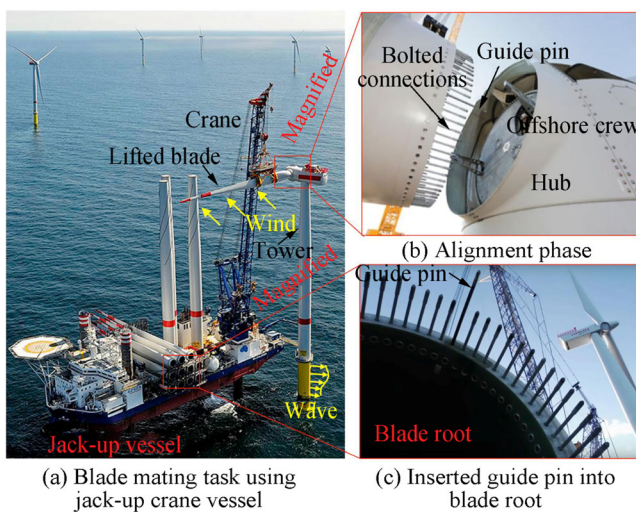 Crane
Magnified
Lifted blade
Wind
Tower
Magnified
Wave
Jack-up vessel
(a) Blade mating task using
jack-up crane vessel
Bolted
connections
Guide pin
Offshore crew
Hub
(b) Alignment phase
Guide pin
Blade root
(c) Inserted guide pin into
blade root